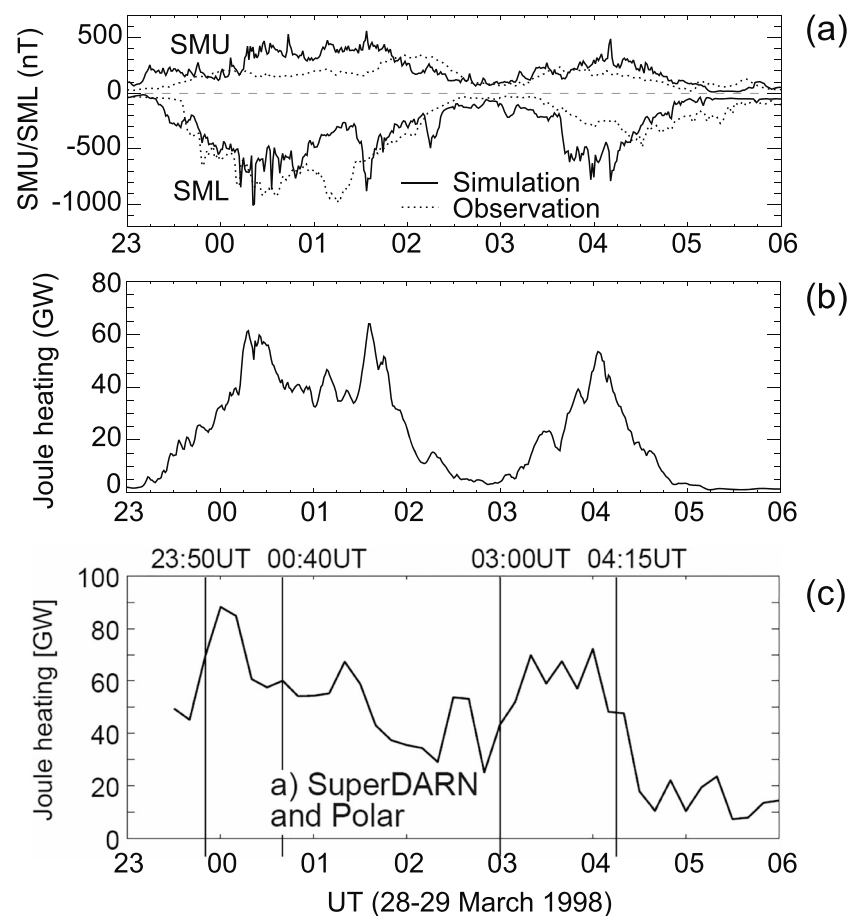 (a)
500
0
-500
-1000
SMU/SML (nT)
SMU
SML
Simulation
Observation
23 00 01 02 03 04 05 06
(b)
80
60
40
20
0
Joule heating (GW)
23 00 01 02 03 04 05 06
23:50UT 00:40UT 03:00UT 04:15UT
(c)
100
80
60
40
20
0
Joule heating [GW]
a) SuperDARN
and Polar
23 00 01 02 03 04 05 06
UT (28-29 March 1998)